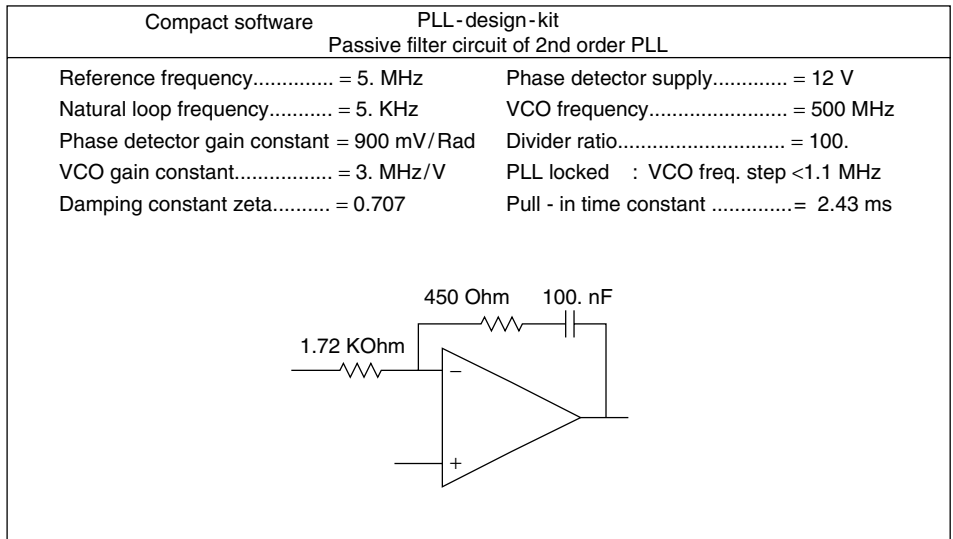 Compact software PLL-design-kit
Passive filter circuit of 2nd order PLL
Reference frequency.............. = 5. MHz
Natural loop frequency........... = 5. KHz
Phase detector gain constant = 900 mV/Rad
VCO gain constant................. = 3. MHz/V
Damping constant zeta.......... = 0.707
Phase detector supply............. = 12 V
VCO frequency........................ = 500 MHz
Divider ratio............................. = 100.
PLL locked : VCO freq. step <1.1 MHz
Pull - in time constant ..............= 2.43 ms
450 Ohm 100. nF
1.72 KOhm
−
+